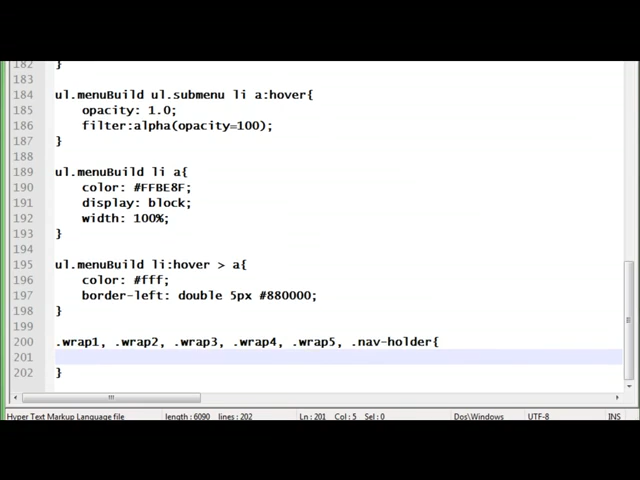 182 }
183
184 ul.menuBuild ul.submenu li a:hover{
185 opacity: 1.0;
186 filter:alpha(opacity=100);
187 }
188
189 ul.menuBuild li a{
190 color: #FFBE8F;
191 display: block;
192 width: 100%;
193 }
194
195 ul.menuBuild li:hover > a{
196 color: #fff;
197 border-left: double 5px #880000;
198 }
199
200 .wrap1, .wrap2, .wrap3, .wrap4, .wrap5, .nav-holder{
201
202 }
Hyper Text Markup Language file length : 6090 lines : 202 Ln : 201 Col : 5 Sel : 0 Dos\Windows UTF-8 INS